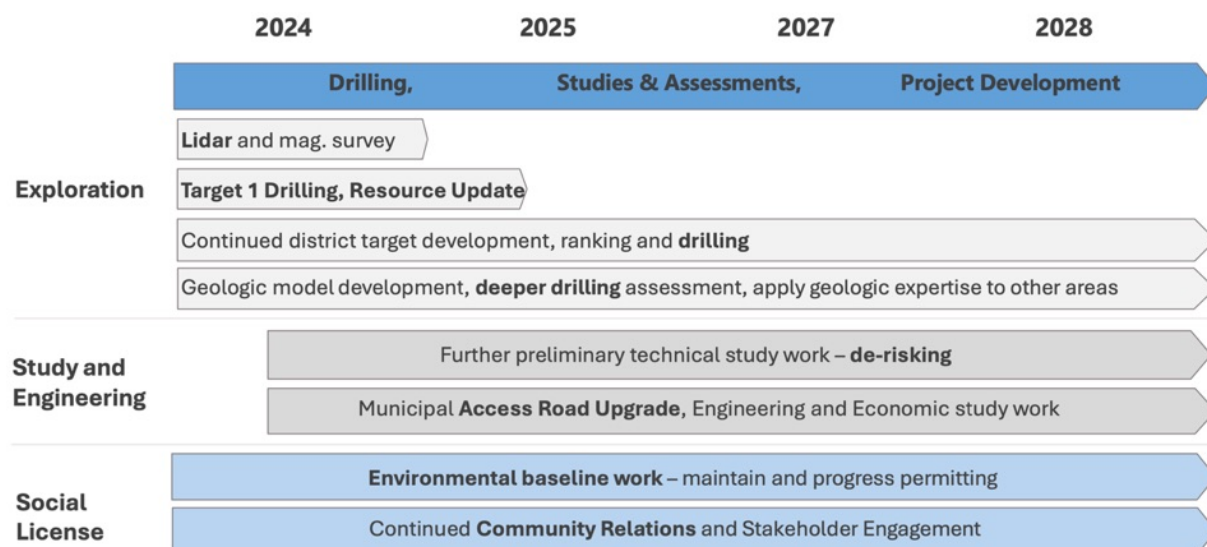 2024 2025 2027 2028
Drilling, Studies & Assessments, Project Development
Exploration
Lidar and mag. survey
Target 1 Drilling, Resource Update
Continued district target development, ranking and drilling
Geologic model development, deeper drilling assessment, apply geologic expertise to other areas
Study and
Engineering
Further preliminary technical study work – de-risking
Municipal Access Road Upgrade, Engineering and Economic study work
Social
License
Environmental baseline work – maintain and progress permitting
Continued Community Relations and Stakeholder Engagement